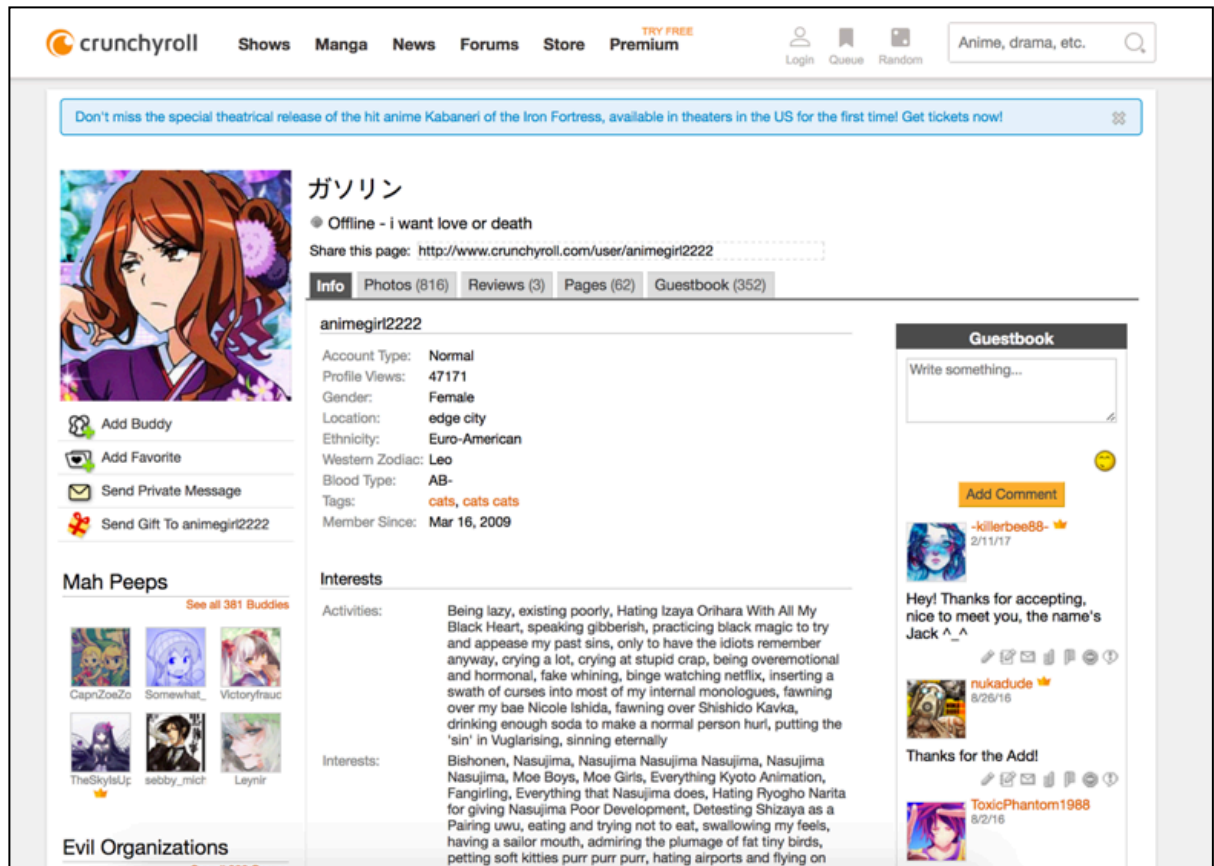 crunchyroll
Shows Manga News Forums Store TRY FREE Premium
Login Queue Random
Anime, drama, etc.
Don't miss the special theatrical release of the hit anime Kabaneri of the Iron Fortress, available in theaters in the US for the first time! Get tickets now!
ガソリン
Offline - i want love or death
Share this page: http://www.crunchyroll.com/user/animegirl2222
Info Photos (816) Reviews (3) Pages (62) Guestbook (352)
Add Buddy
Add Favorite
Send Private Message
Send Gift To animegirl2222
Mah Peeps
See all 381 Buddies
CapnZoeZo Somewhat_ Victoryfrauc
TheSkyIsUp sebby_mich Leynir
Evil Organizations
animegirl2222
Account Type: Normal
Profile Views: 47171
Gender: Female
Location: edge city
Ethnicity: Euro-American
Western Zodiac: Leo
Blood Type: AB-
Tags: cats, cats cats
Member Since: Mar 16, 2009
Interests
Activities: Being lazy, existing poorly, Hating Izaya Orihara With All My
Black Heart, speaking gibberish, practicing black magic to try
and appease my past sins, only to have the idiots remember
anyway, crying a lot, crying at stupid crap, being overemotional
and hormonal, fake whining, binge watching netflix, inserting a
swath of curses into most of my internal monologues, fawning
over my bae Nicole Ishida, fawning over Shishido Kavka,
drinking enough soda to make a normal person hurl, putting the
'sin' in Vuglarising, sinning eternally
Interests: Bishonen, Nasujima, Nasujima Nasujima Nasujima, Nasujima
Nasujima, Moe Boys, Moe Girls, Everything Kyoto Animation,
Fangirling, Everything that Nasujima does, Hating Ryogho Narita
for giving Nasujima Poor Development, Detesting Shizaya as a
Pairing uwu, eating and trying not to eat, swallowing my feels,
having a sailor mouth, admiring the plumage of fat tiny birds,
petting soft kitties purr purr purr, hating airports and flying on
Guestbook
Write something...
Add Comment
-killerbee88-
2/11/17
Hey! Thanks for accepting,
nice to meet you, the name's
Jack ^_^
nukadude
8/26/16
Thanks for the Add!
ToxicPhantom1988
8/2/16